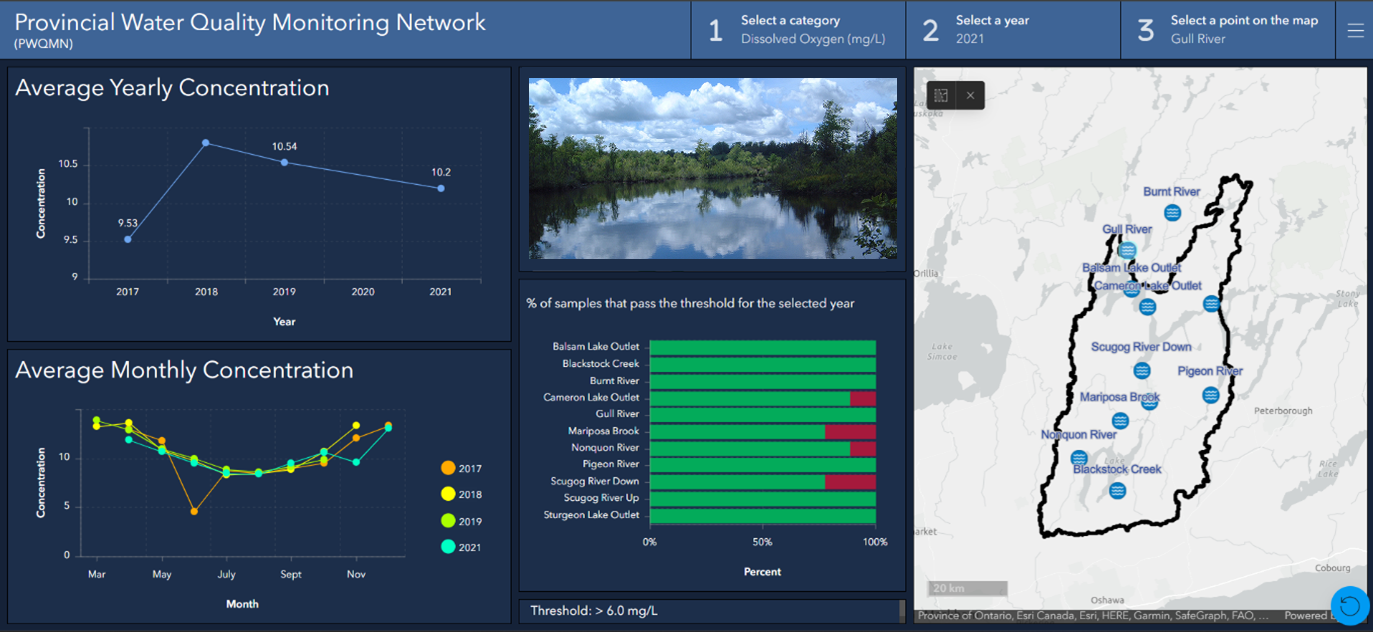 Provincial Water Quality Monitoring Network
(PWQMN)
1
Select a category
Dissolved Oxygen (mg/L)
2
Select a year
2021
3
Select a point on the map
Gull River
Average Yearly Concentration
Concentration
10.5
10
9.5
9
9.53
10.54
10.2
2017
2018
2019
2020
2021
Year
Average Monthly Concentration
Concentration
10
5
0
Mar
May
July
Sept
Nov
Month
2017
2018
2019
2021
% of samples that pass the threshold for the selected year
Balsam Lake Outlet
Blackstock Creek
Burnt River
Cameron Lake Outlet
Gull River
Mariposa Brook
Nonquon River
Pigeon River
Scugog River Down
Scugog River Up
Sturgeon Lake Outlet
0%
50%
100%
Percent
Threshold: > 6.0 mg/L
Burnt River
Gull River
Balsam Lake Outlet
Cameron Lake Outlet
Orillia
Stony
Lake
Lake
Simcoe
Scugog River Down
Pigeon River
Mariposa Brook
Peterborough
Nonquon River
Lake
Blackstock Creek
Rice
Lake
Cobourg
20 km
Oshawa
Province of Ontario, Esri Canada, Esri, HERE, Garmin, SafeGraph, FAO, ...
Powered